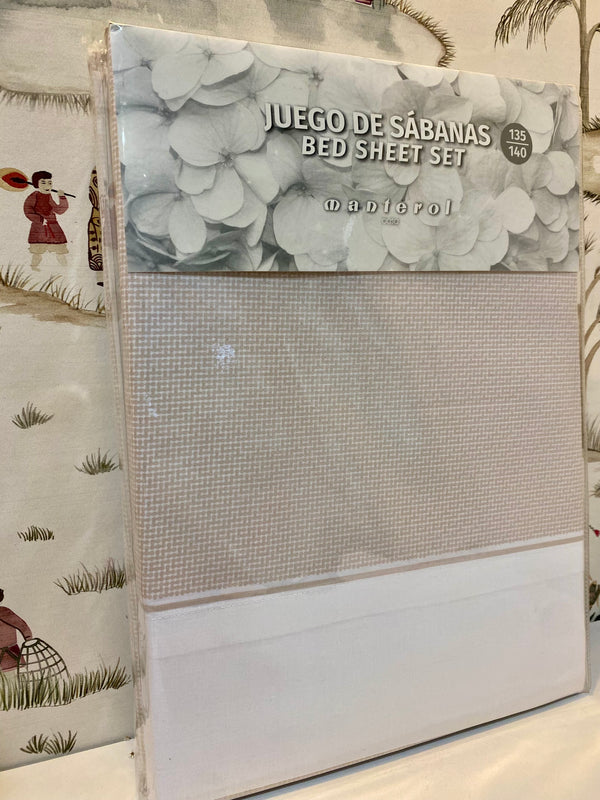 JUEGO DE SÁBANAS
BED SHEET SET
135
140
manterol